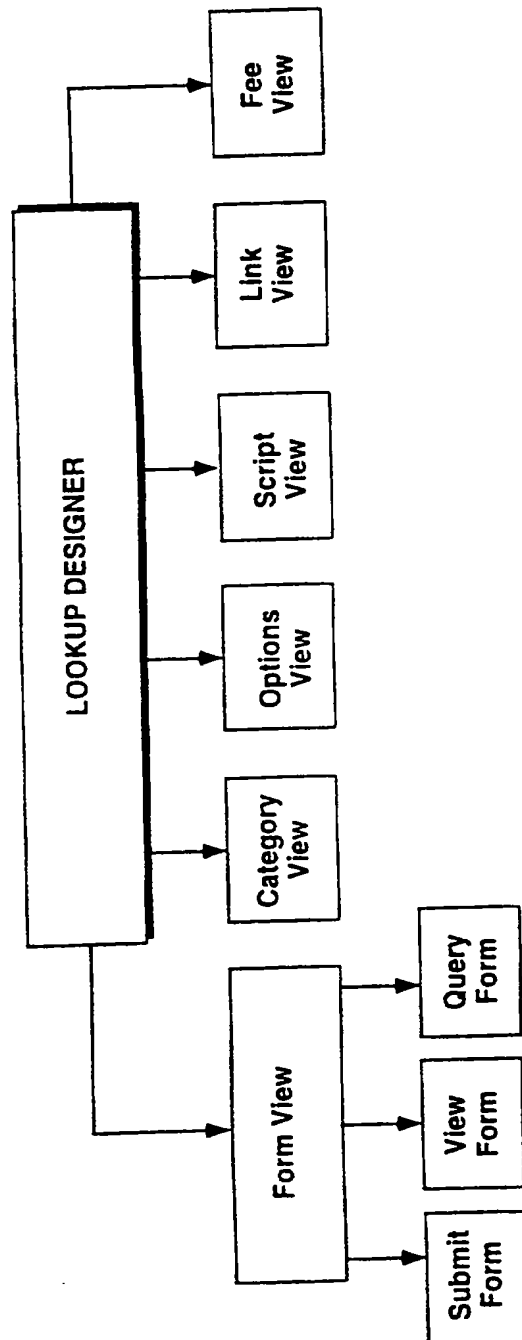 LOOKUP DESIGNER
Form View
Category
View
Options
View
Script
View
Link
View
Fee
View
Submit
Form
View
Form
Query
Form